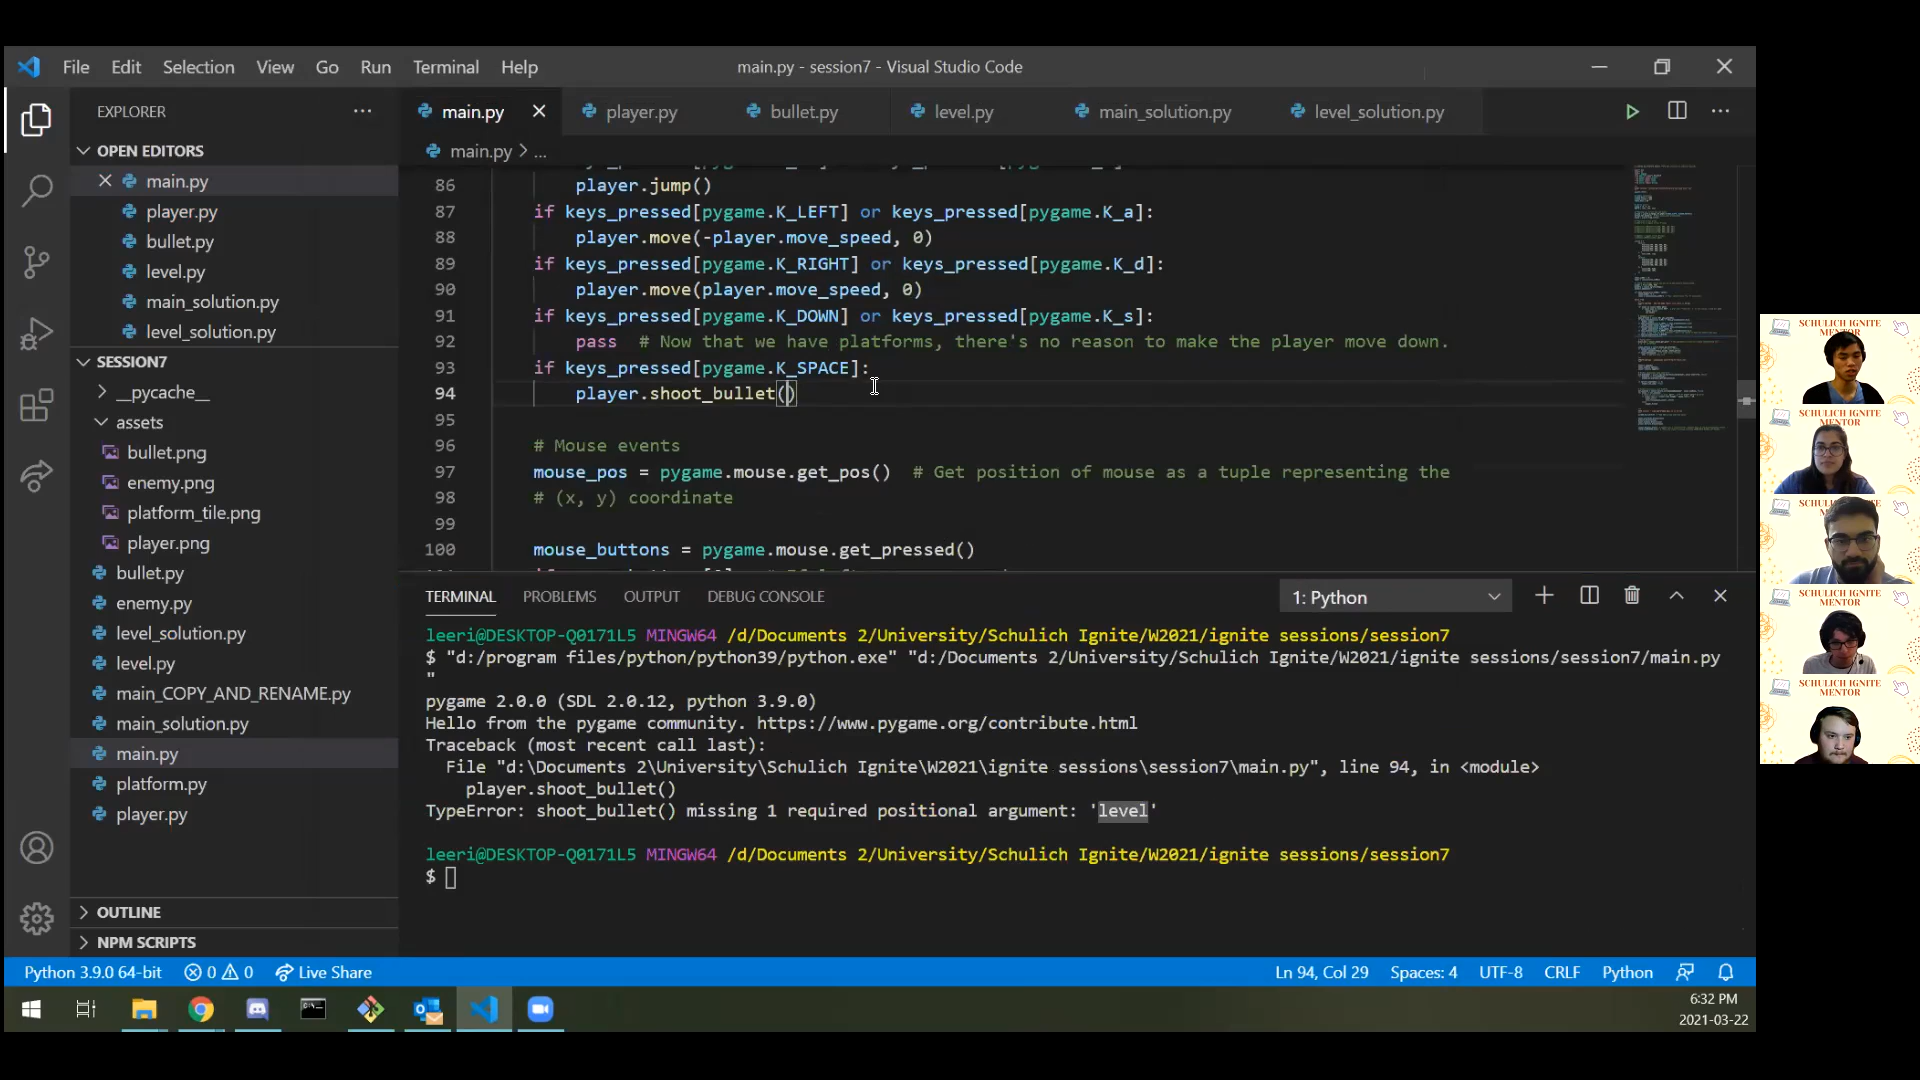 File Edit Selection View Go Run Terminal Help
main.py - session7 - Visual Studio Code
EXPLORER
OPEN EDITORS
main.py
player.py
bullet.py
level.py
main_solution.py
level_solution.py
SESSION7
__pycache__
assets
bullet.png
enemy.png
platform_tile.png
player.png
bullet.py
enemy.py
level_solution.py
level.py
main_COPY_AND_RENAME.py
main_solution.py
main.py
platform.py
player.py
OUTLINE
NPM SCRIPTS
main.py player.py bullet.py level.py main_solution.py level_solution.py
main.py > ...
86 player.jump()
87 if keys_pressed[pygame.K_LEFT] or keys_pressed[pygame.K_a]:
88 player.move(-player.move_speed, 0)
89 if keys_pressed[pygame.K_RIGHT] or keys_pressed[pygame.K_d]:
90 player.move(player.move_speed, 0)
91 if keys_pressed[pygame.K_DOWN] or keys_pressed[pygame.K_s]:
92 pass # Now that we have platforms, there's no reason to make the player move down.
93 if keys_pressed[pygame.K_SPACE]:
94 player.shoot_bullet()
95
96 # Mouse events
97 mouse_pos = pygame.mouse.get_pos() # Get position of mouse as a tuple representing the
98 # (x, y) coordinate
99
100 mouse_buttons = pygame.mouse.get_pressed()
TERMINAL PROBLEMS OUTPUT DEBUG CONSOLE
1: Python
leeri@DESKTOP-Q0171L5 MINGW64 /d/Documents 2/University/Schulich Ignite/W2021/ignite sessions/session7
$ "d:/program files/python/python39/python.exe" "d:/Documents 2/University/Schulich Ignite/W2021/ignite sessions/session7/main.py
"
pygame 2.0.0 (SDL 2.0.12, python 3.9.0)
Hello from the pygame community. https://www.pygame.org/contribute.html
Traceback (most recent call last):
File "d:\Documents 2\University\Schulich Ignite\W2021\ignite sessions\session7\main.py", line 94, in <module>
player.shoot_bullet()
TypeError: shoot_bullet() missing 1 required positional argument: 'level'
leeri@DESKTOP-Q0171L5 MINGW64 /d/Documents 2/University/Schulich Ignite/W2021/ignite sessions/session7
$
Python 3.9.0 64-bit 0 0 Live Share
Ln 94, Col 29 Spaces: 4 UTF-8 CRLF Python
6:32 PM
2021-03-22
SCHULICH IGNITE
MENTOR
SCHULICH IGNITE
MENTOR
SCHULICH IGNITE
MENTOR
SCHULICH IGNITE
MENTOR
SCHULICH IGNITE
MENTOR